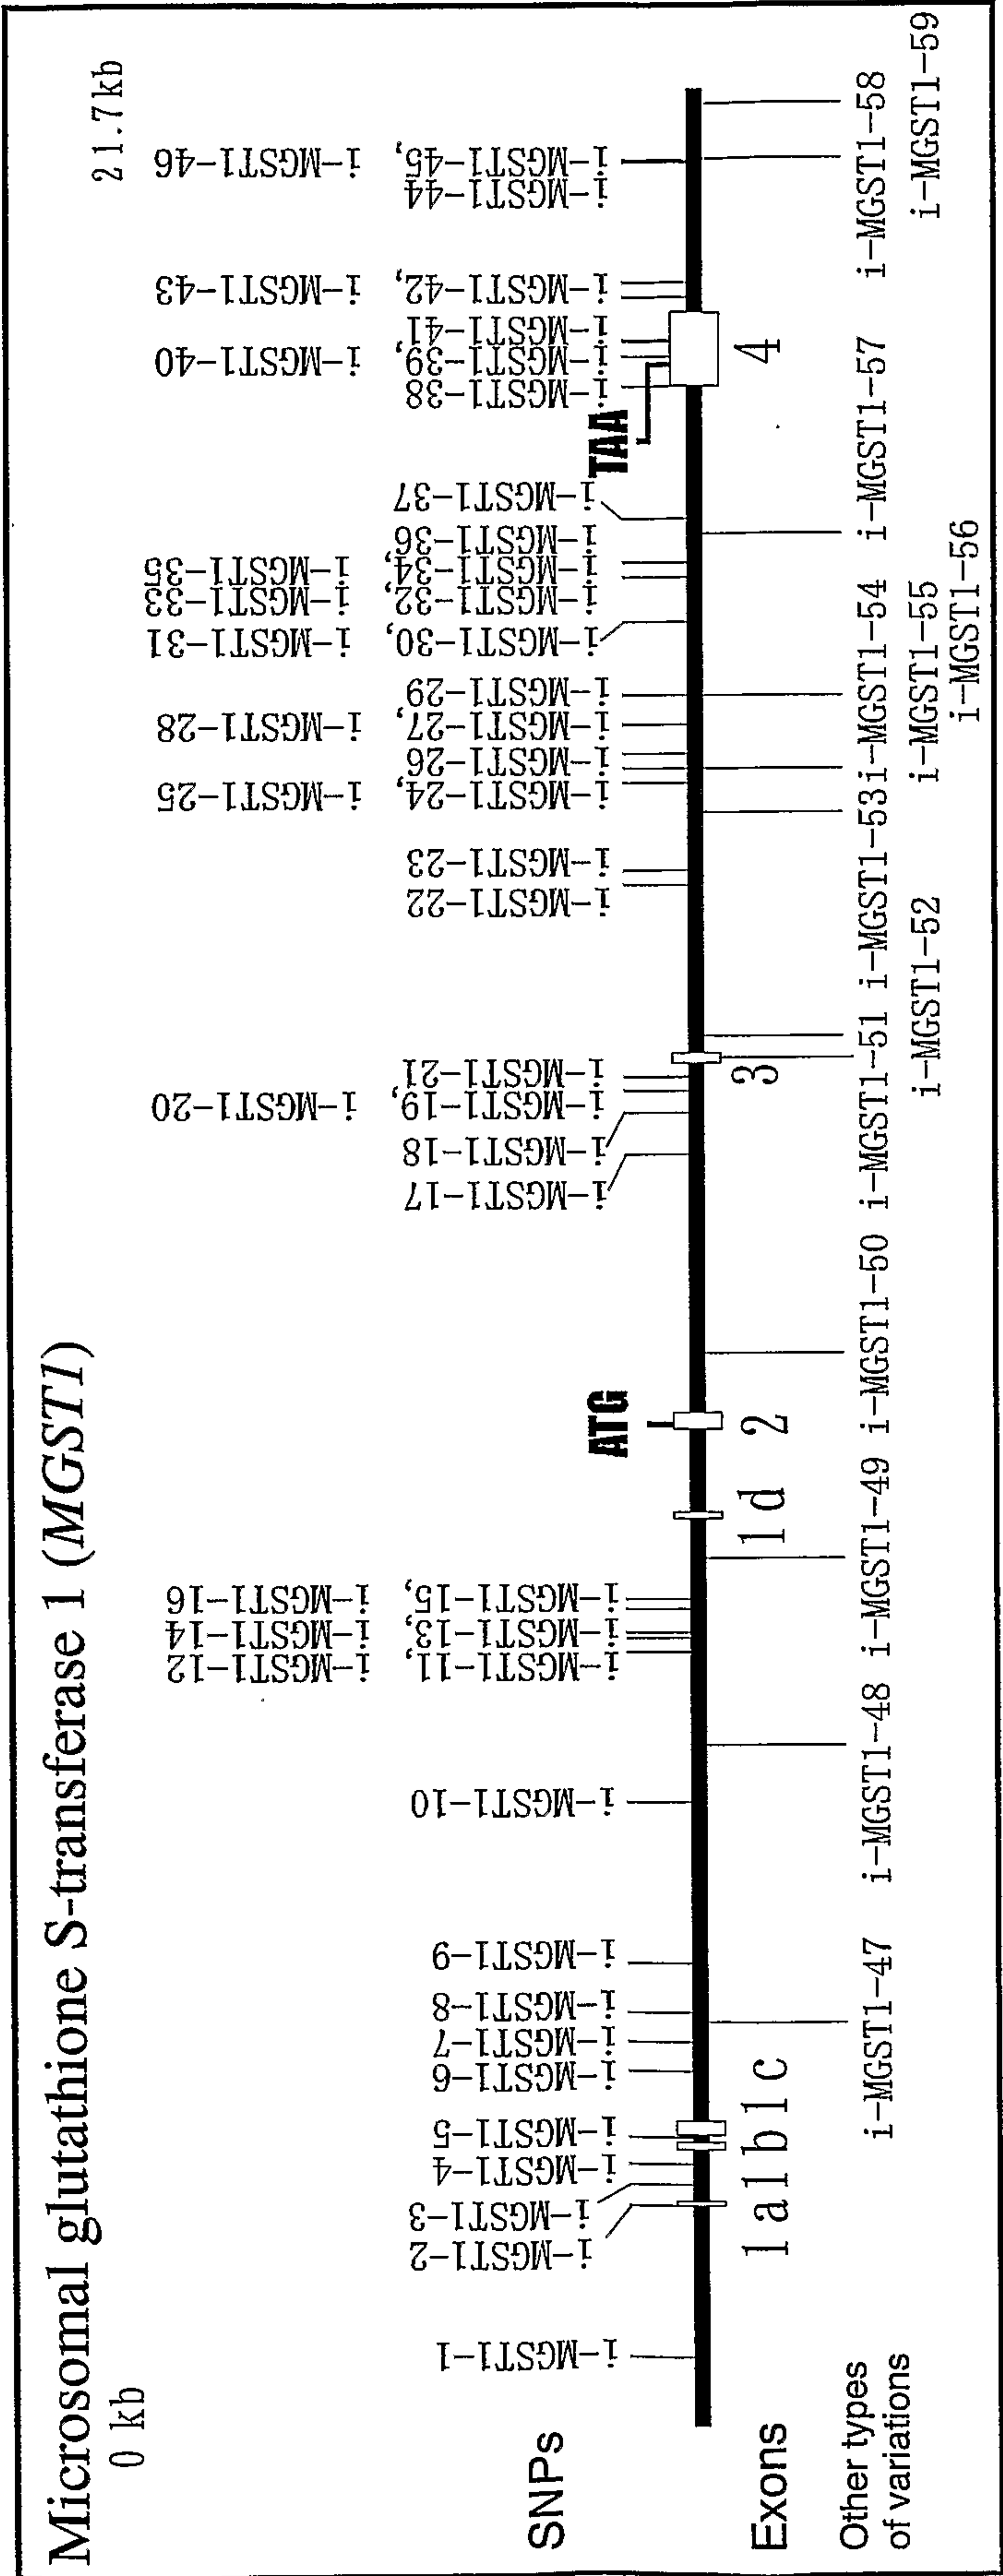 Microsomal glutathione S-transferase 1 (MGST1)
0 kb
21.7kb
SNPs
i-MGST1-1
i-MGST1-2
i-MGST1-3
i-MGST1-4
i-MGST1-5
i-MGST1-6
i-MGST1-7
i-MGST1-8
i-MGST1-9
i-MGST1-10
i-MGST1-11, i-MGST1-12
i-MGST1-13, i-MGST1-14
i-MGST1-15, i-MGST1-16
i-MGST1-17
i-MGST1-18
i-MGST1-19, i-MGST1-20
i-MGST1-21
i-MGST1-22
i-MGST1-23
i-MGST1-24, i-MGST1-25
i-MGST1-26
i-MGST1-27, i-MGST1-28
i-MGST1-29
i-MGST1-30, i-MGST1-31
i-MGST1-32, i-MGST1-33
i-MGST1-34, i-MGST1-35
i-MGST1-36
i-MGST1-37
i-MGST1-38
i-MGST1-39, i-MGST1-40
i-MGST1-41
i-MGST1-42, i-MGST1-43
i-MGST1-44
i-MGST1-45, i-MGST1-46
ATG
TAA
Exons
1a 1b 1c 1d 2 3 4
Other types
of variations
i-MGST1-47 i-MGST1-48 i-MGST1-49 i-MGST1-50 i-MGST1-51 i-MGST1-53 i-MGST1-54 i-MGST1-57 i-MGST1-58
i-MGST1-52 i-MGST1-55 i-MGST1-59
i-MGST1-56